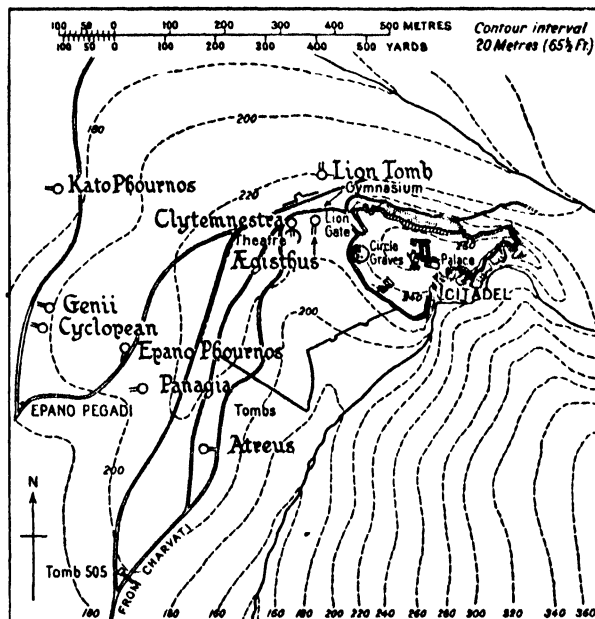 100 50 0 100 200 300 400 500 METRES
100 50 0 100 200 300 400 500 YARDS
Contour interval
20 Metres (65½ Ft.)
180
200
Lion Tomb
Kato Phournos
Gymnasium
220
Clytemnestra
Lion
Gate
Theatre
Ægisthus
Circle
Graves
260
Palace
240
CITADEL
Genii
200
Cyclopean
Epano Phournos
Panagia
EPANO PEGADI
Tombs
Atreus
200
N
FROM CHARVATI
Tomb 505
180 180 160 160 180 200 220 240 260 280 300 320 340 360